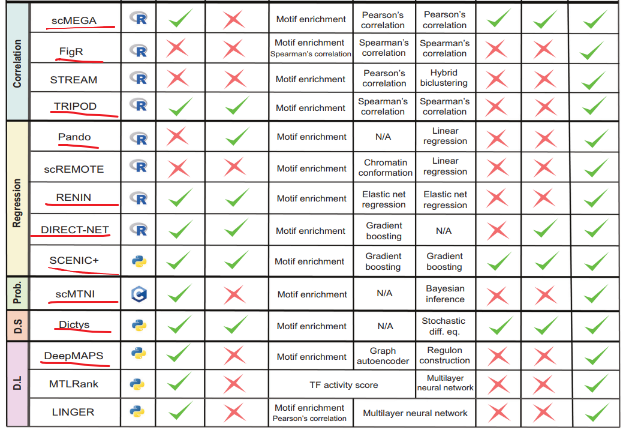 Correlation
scMEGA R Motif enrichment Pearson's correlation Pearson's correlation
FigR R Motif enrichment Spearman's correlation Spearman's correlation Spearman's correlation
STREAM R Motif enrichment Pearson's correlation Hybrid biclustering
TRIPOD R Motif enrichment Spearman's correlation Spearman's correlation
Regression
Pando R Motif enrichment N/A Linear regression
scREMOTE R Motif enrichment Chromatin conformation Linear regression
RENIN R Motif enrichment Elastic net regression Elastic net regression
DIRECT-NET R Motif enrichment Gradient boosting N/A
SCENIC+ Motif enrichment Gradient boosting Gradient boosting
Prob.
scMTNI C Motif enrichment N/A Bayesian inference
D.S
Dictys Motif enrichment N/A Stochastic diff. eq.
D.L
DeepMAPS Motif enrichment Graph autoencoder Regulon construction
MTLRank TF activity score Multilayer neural network
LINGER Motif enrichment Pearson's correlation Multilayer neural network